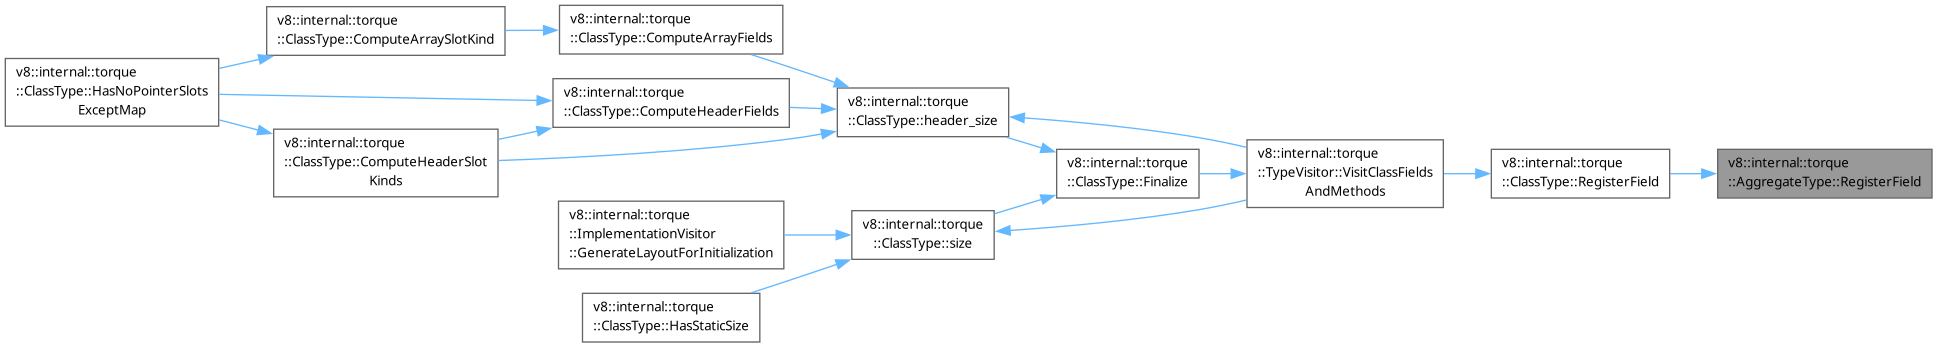 v8::internal::torque
::ClassType::HasNoPointerSlots
ExceptMap
v8::internal::torque
::ClassType::ComputeArraySlotKind
v8::internal::torque
::ClassType::ComputeHeaderSlot
Kinds
v8::internal::torque
::ClassType::ComputeArrayFields
v8::internal::torque
::ClassType::ComputeHeaderFields
v8::internal::torque
::ImplementationVisitor
::GenerateLayoutForInitialization
v8::internal::torque
::ClassType::HasStaticSize
v8::internal::torque
::ClassType::header_size
v8::internal::torque
::ClassType::size
v8::internal::torque
::ClassType::Finalize
v8::internal::torque
::TypeVisitor::VisitClassFields
AndMethods
v8::internal::torque
::ClassType::RegisterField
v8::internal::torque
::AggregateType::RegisterField